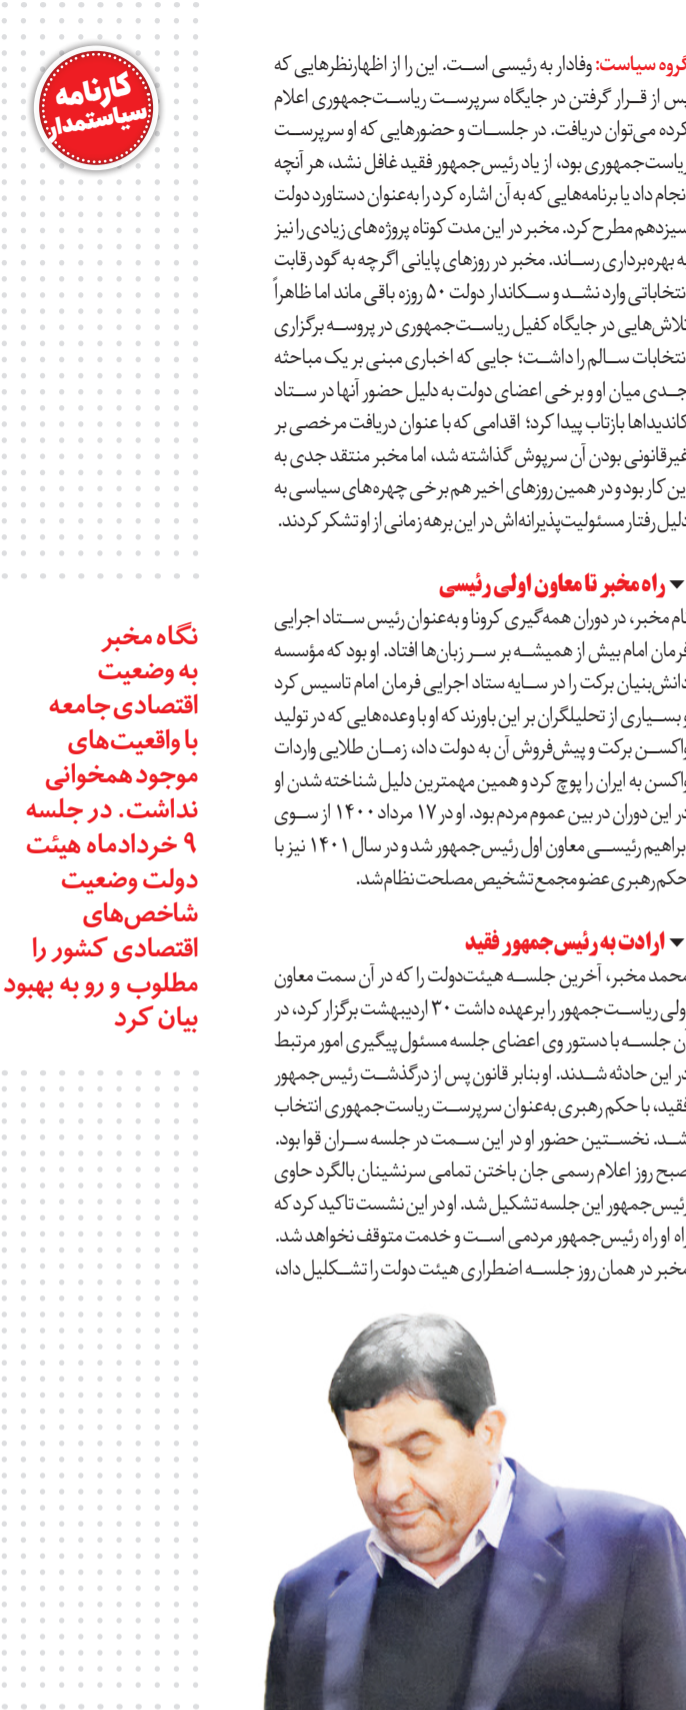 کارنامه
سیاستمدار
گروه سیاست: وفادار به رئیسی است. این را از اظهارنظرهایی که
پس از قرار گرفتن در جایگاه سرپرست ریاست‌جمهوری اعلام
کرده می‌توان دریافت. در جلسات و حضورهایی که او سرپرست
ریاست‌جمهوری بود، از یاد رئیس‌جمهور فقید غافل نشد، هر آنچه
انجام داد یا برنامه‌هایی که به آن اشاره کرد را به‌عنوان دستاورد دولت
سیزدهم مطرح کرد. مخبر در این مدت کوتاه پروژه‌های زیادی را نیز
به بهره‌برداری رساند. مخبر در روزهای پایانی اگرچه به گود رقابت
انتخاباتی وارد نشد و سکاندار دولت ۵۰ روزه باقی ماند اما ظاهراً
تلاش‌هایی در جایگاه کفیل ریاست‌جمهوری در پروسه برگزاری
انتخابات سالم را داشت؛ جایی که اخباری مبنی بر یک مباحثه
جدی میان او و برخی اعضای دولت به دلیل حضور آنها در ستاد
کاندیداها بازتاب پیدا کرد؛ اقدامی که با عنوان دریافت مرخصی بر
غیرقانونی بودن آن سرپوش گذاشته شد، اما مخبر منتقد جدی به
این کار بود و در همین روزهای اخیر هم برخی چهره‌های سیاسی به
دلیل رفتار مسئولیت‌پذیرانه‌اش در این برهه زمانی از او تشکر کردند.
راه مخبر تا معاون اولی رئیسی
نام مخبر، در دوران همه‌گیری کرونا و به‌عنوان رئیس ستاد اجرایی
فرمان امام بیش از همیشه بر سر زبان‌ها افتاد. او بود که مؤسسه
دانش‌بنیان برکت را در سایه ستاد اجرایی فرمان امام تاسیس کرد
و بسیاری از تحلیلگران بر این باورند که او با وعده‌هایی که در تولید
واکسن برکت و پیش‌فروش آن به دولت داد، زمان طلایی واردات
واکسن به ایران را پوچ کرد و همین مهمترین دلیل شناخته شدن او
در این دوران در بین عموم مردم بود. او در ۱۷ مرداد ۱۴۰۰ از سوی
ابراهیم رئیسی معاون اول رئیس‌جمهور شد و در سال ۱۴۰۱ نیز با
حکم رهبری عضو مجمع تشخیص مصلحت نظام شد.
ارادت به رئیس‌جمهور فقید
محمد مخبر، آخرین جلسه هیئت‌دولت را که در آن سمت معاون
اولی ریاست‌جمهور را برعهده داشت ۳۰ اردیبهشت برگزار کرد، در
آن جلسه با دستور وی اعضای جلسه مسئول پیگیری امور مرتبط
در این حادثه شدند. او بنابر قانون پس از درگذشت رئیس‌جمهور
فقید، با حکم رهبری به‌عنوان سرپرست ریاست‌جمهوری انتخاب
شد. نخستین حضور او در این سمت در جلسه سران قوا بود.
صبح روز اعلام رسمی جان باختن تمامی سرنشینان بالگرد حاوی
رئیس‌جمهور این جلسه تشکیل شد. او در این نشست تاکید کرد که
راه او راه رئیس‌جمهور مردمی است و خدمت متوقف نخواهد شد.
مخبر در همان روز جلسه اضطراری هیئت دولت را تشکلیل داد،
نگاه مخبر
به وضعیت
اقتصادی جامعه
با واقعیت‌های
موجود همخوانی
نداشت. در جلسه
۹ خردادماه هیئت
دولت وضعیت
شاخص‌های
اقتصادی کشور را
مطلوب و رو به بهبود
بیان کرد